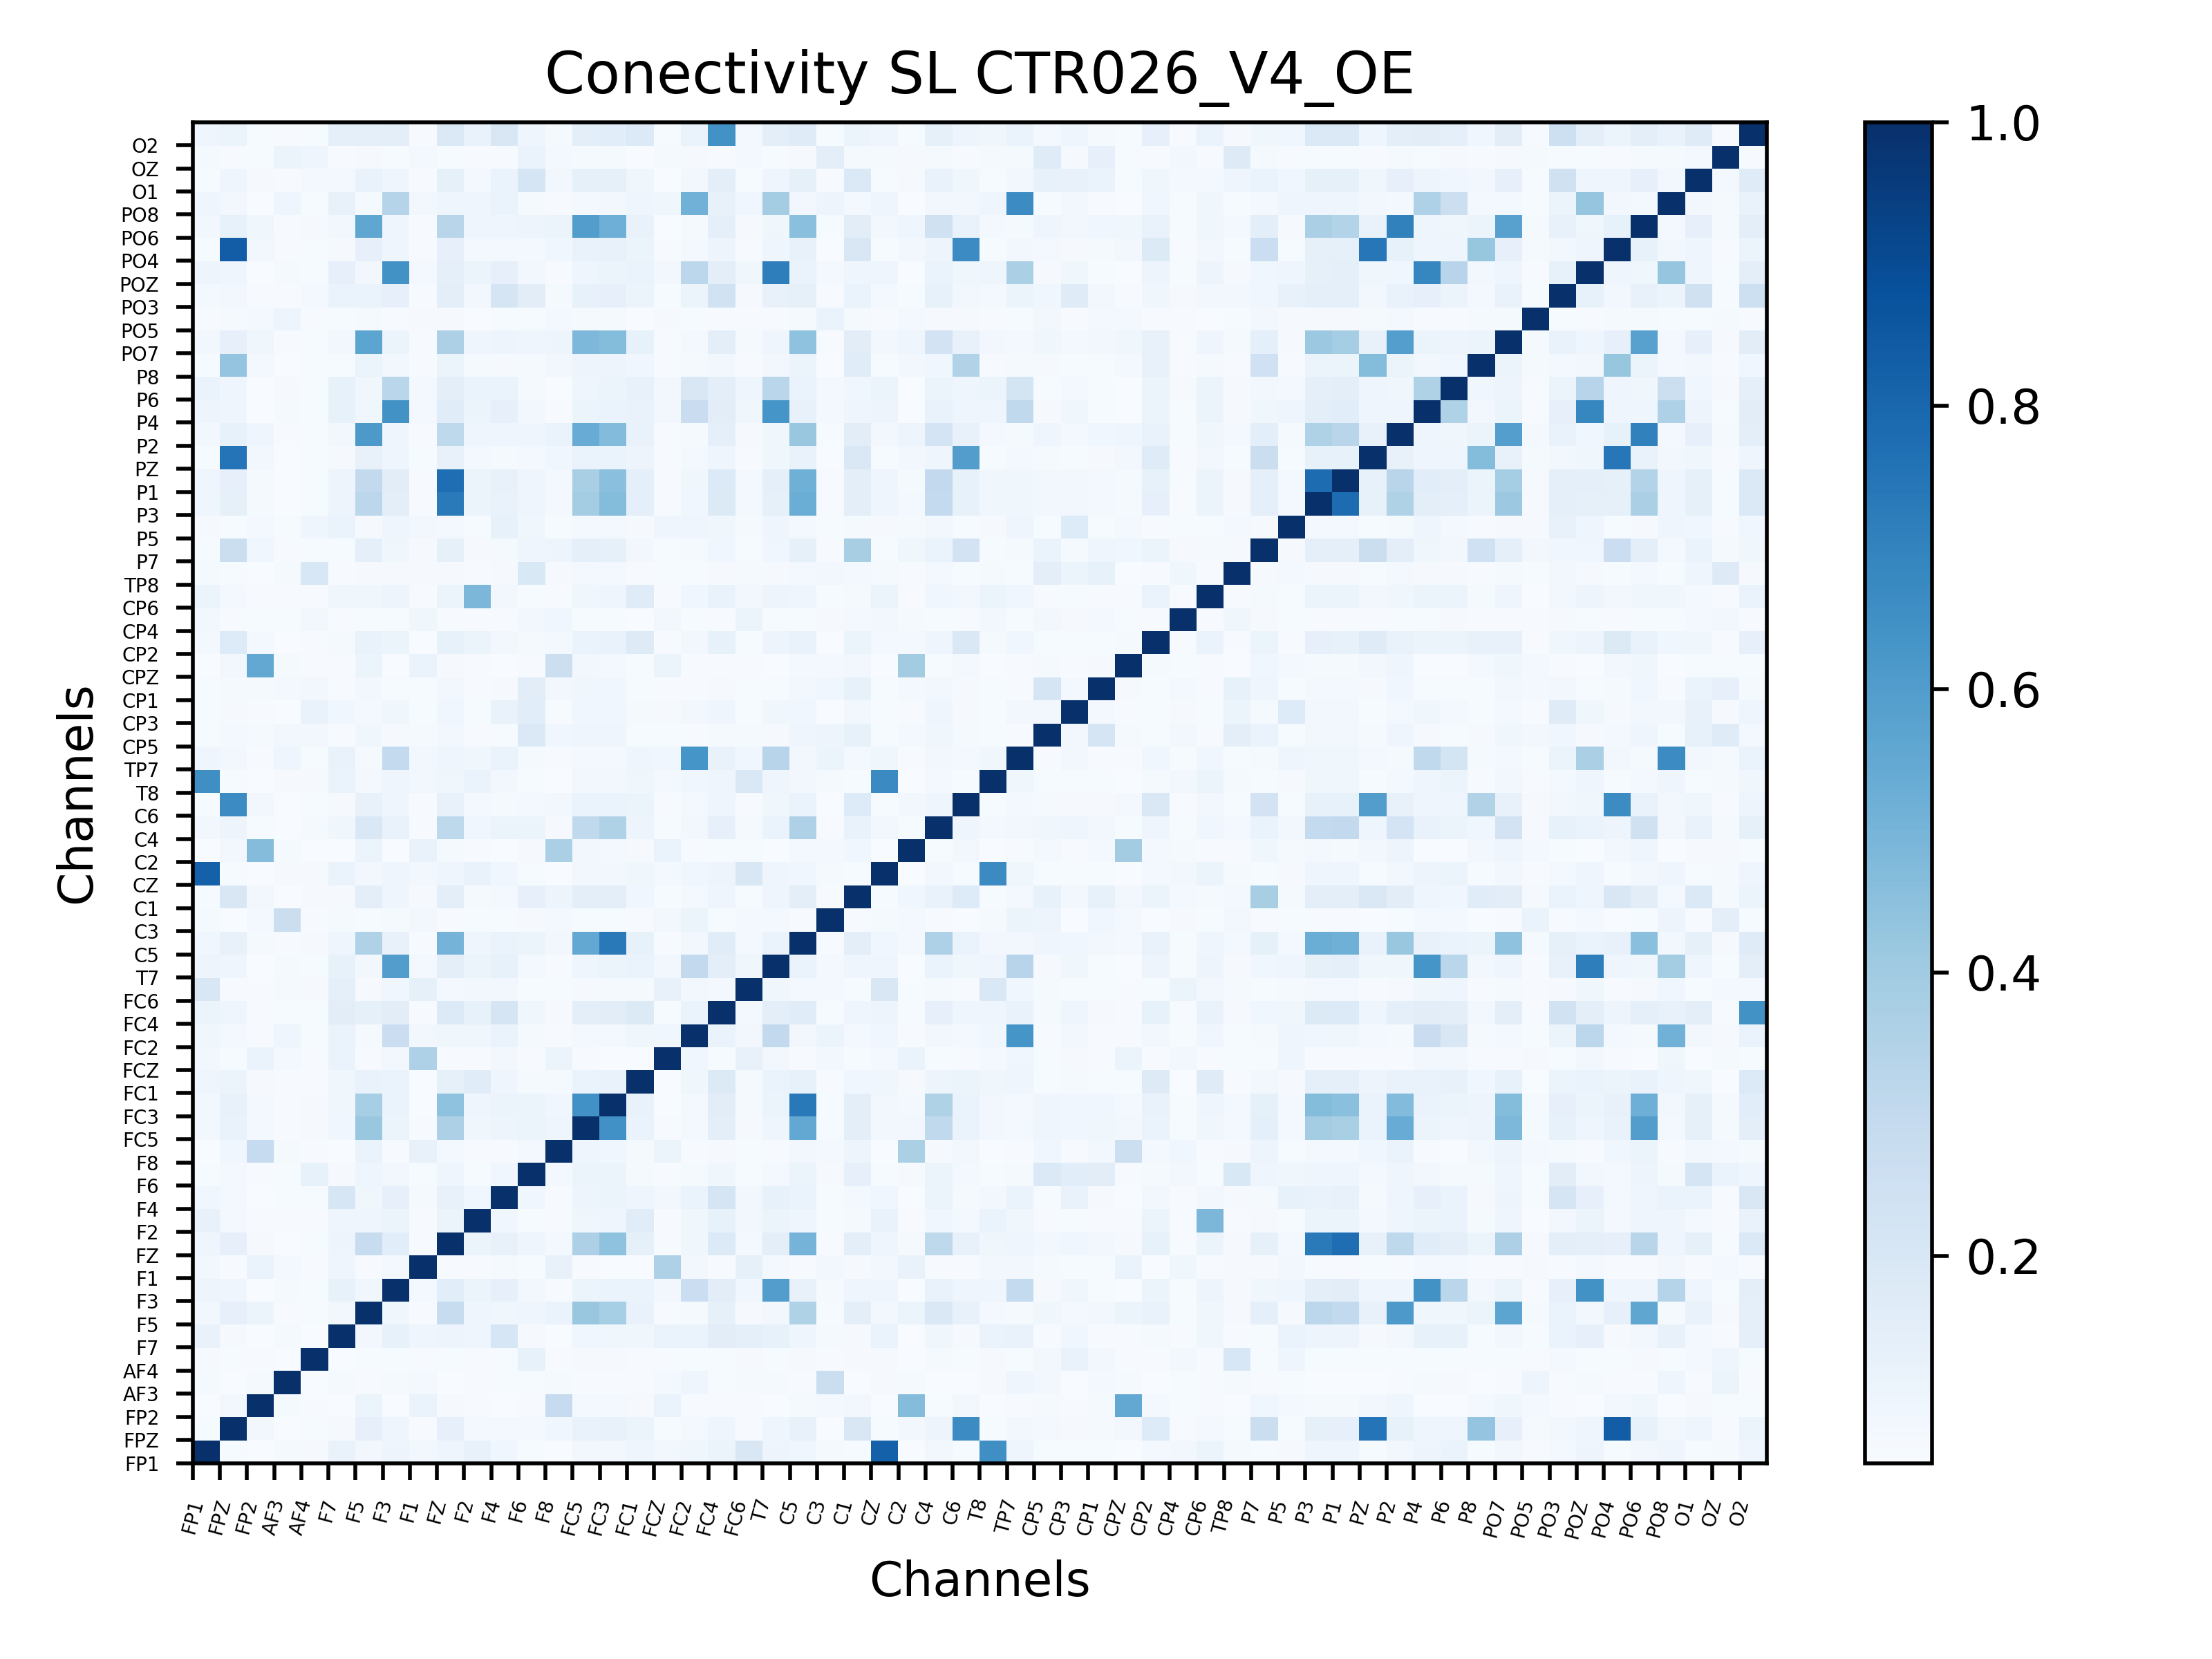 Conectivity SL CTR026_V4_OE
Channels
O2
OZ
O1
PO8
PO6
PO4
POZ
PO3
PO5
PO7
P8
P6
P4
P2
PZ
P1
P3
P5
P7
TP8
CP6
CP4
CP2
CPZ
CP1
CP3
CP5
TP7
T8
C6
C4
C2
CZ
C1
C3
C5
T7
FC6
FC4
FC2
FCZ
FC1
FC3
FC5
F8
F6
F4
F2
FZ
F1
F3
F5
F7
AF4
AF3
FP2
FPZ
FP1
FP1 FPZ FP2 AF3 AF4 F7 F5 F3 F1 FZ F2 F4 F6 F8 FC5 FC3 FC1 FCZ FC2 FC4 FC6 T7 C5 C3 C1 CZ C2 C4 C6 T8 TP7 CP5 CP3 CP1 CPZ CP2 CP4 CP6 TP8 P7 P5 P3 P1 PZ P2 P4 P6 P8 PO7 PO5 PO3 POZ PO4 PO6 PO8 O1 OZ O2
Channels
1.0
0.8
0.6
0.4
0.2